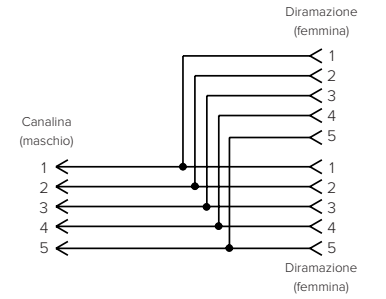 Diramazione
(femmina)
1
2
3
4
5
Canalina
(maschio)
1 1
2 2
3 3
4 4
5 5
Diramazione
(femmina)